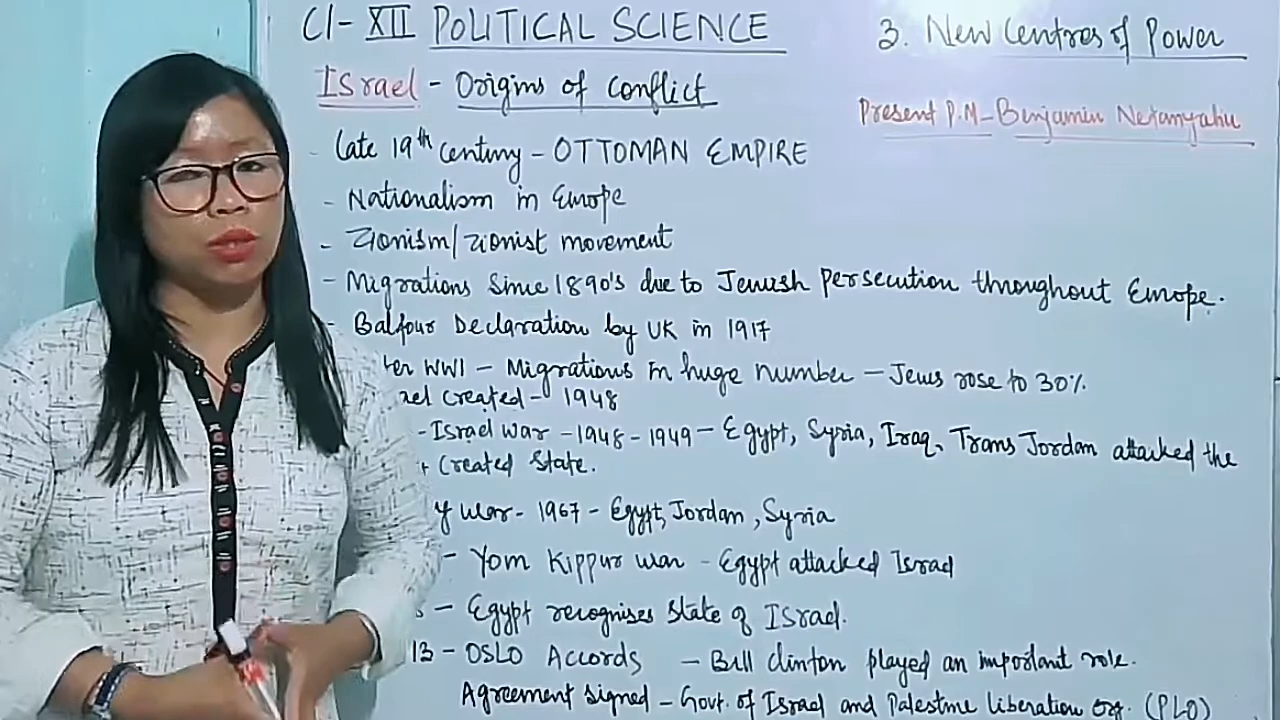 Cl- XII POLITICAL SCIENCE
3. New Centres of Power
Israel - Origins of Conflict
Present P.M - Benjamin Netanyahu
- Late 19th century - OTTOMAN EMPIRE
- Nationalism in Europe
- Zionism/zionist movement
- Migrations since 1890's due to Jewish persecution throughout Europe.
- Balfour Declaration by UK in 1917
ter WWI - Migrations in huge number - Jews rose to 30%.
ael created - 1948
- Israel war - 1948-1949 - Egypt, Syria, Iraq, Trans Jordan attacked the
Created State.
y war - 1967 - Egypt, Jordan, Syria
- Yom Kippur war - Egypt attacked Israel
- Egypt recognises State of Israel.
- OSLO Accords - Bill clinton played an important role.
Agreement signed - Govt. of Israel and Palestine Liberation Org. (PLO)